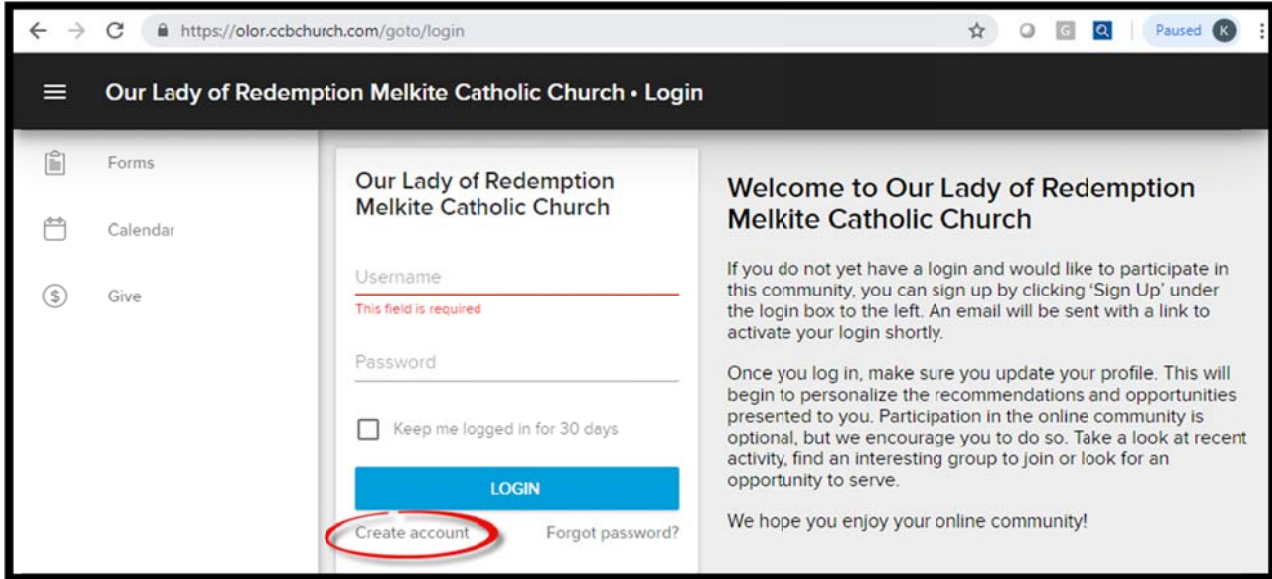 https://olor.ccbchurch.com/goto/login
G
Paused K
Our Lady of Redemption Melkite Catholic Church • Login
Forms
Calendar
Give
Our Lady of Redemption
Melkite Catholic Church
Username
This field is required
Password
Keep me logged in for 30 days
LOGIN
Create account
Forgot password?
Welcome to Our Lady of Redemption
Melkite Catholic Church
If you do not yet have a login and would like to participate in
this community, you can sign up by clicking ‘Sign Up’ under
the login box to the left. An email will be sent with a link to
activate your login shortly.
Once you log in, make sure you update your profile. This will
begin to personalize the recommendations and opportunities
presented to you. Participation in the online community is
optional, but we encourage you to do so. Take a look at recent
activity, find an interesting group to join or look for an
opportunity to serve.
We hope you enjoy your online community!